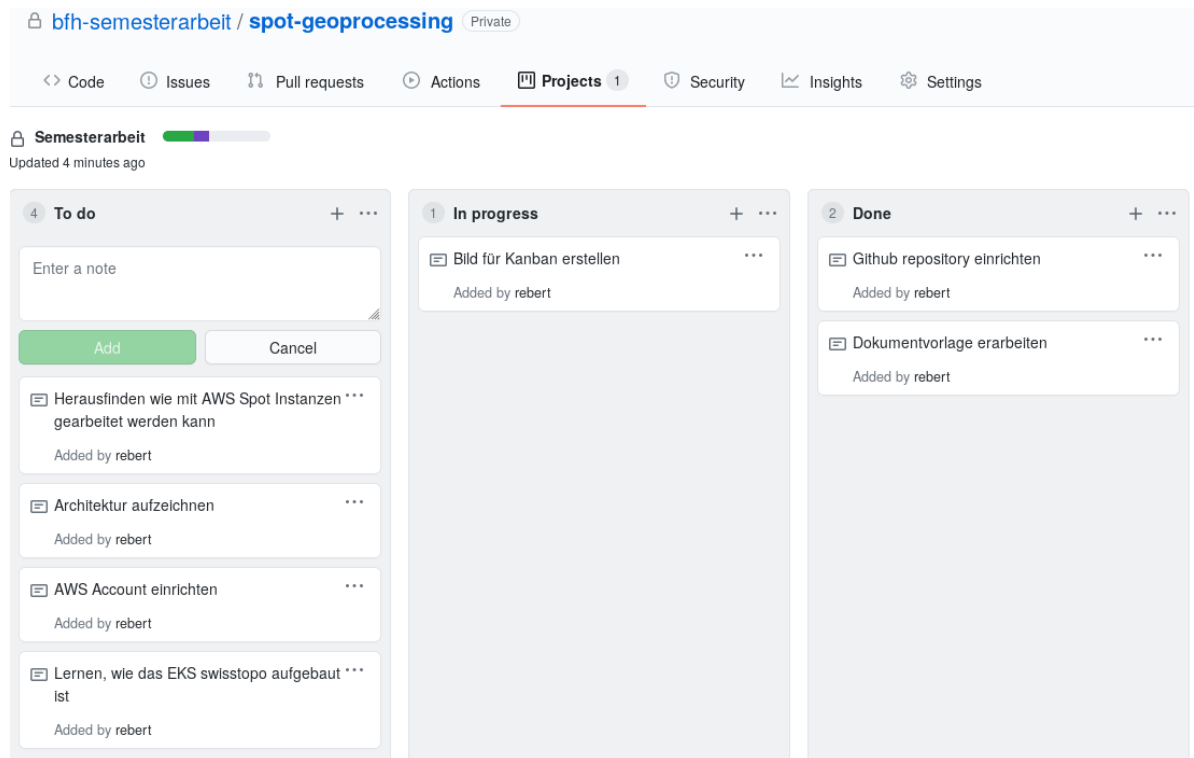 bfh-semesterarbeit / spot-geoprocessing Private
Code Issues Pull requests Actions Projects 1 Security Insights Settings
Semesterarbeit
Updated 4 minutes ago
4 To do
Enter a note
Add Cancel
Herausfinden wie mit AWS Spot Instanzen
gearbeitet werden kann
Added by rebert
Architektur aufzeichnen
Added by rebert
AWS Account einrichten
Added by rebert
Lernen, wie das EKS swisstopo aufgebaut
ist
Added by rebert
1 In progress
Bild für Kanban erstellen
Added by rebert
2 Done
Github repository einrichten
Added by rebert
Dokumentvorlage erarbeiten
Added by rebert